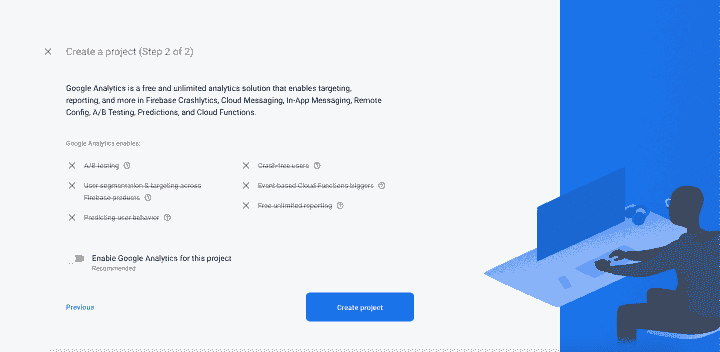 Create a project (Step 2 of 2)
Google Analytics is a free and unlimited analytics solution that enables targeting,
reporting, and more in Firebase Crashlytics, Cloud Messaging, In-App Messaging, Remote
Config, A/B Testing, Predictions, and Cloud Functions.
Google Analytics enables:
A/B testing
Crash-free users
User segmentation & targeting across
Firebase products
Event-based Cloud Functions triggers
Predicting user behavior
Free unlimited reporting
Enable Google Analytics for this project
Recommended
Previous
Create project